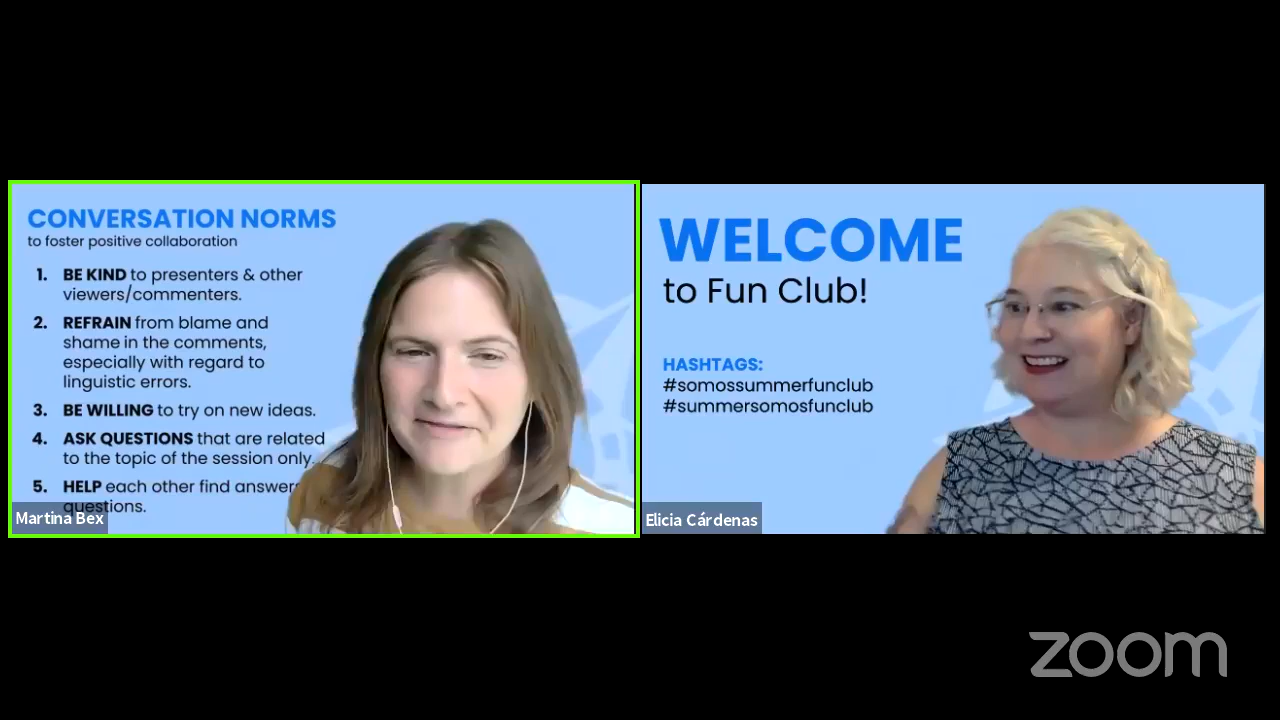 CONVERSATION NORMS
to foster positive collaboration
1. BE KIND to presenters & other
viewers/commenters.
2. REFRAIN from blame and
shame in the comments,
especially with regard to
linguistic errors.
3. BE WILLING to try on new ideas.
4. ASK QUESTIONS that are related
to the topic of the session only.
5. HELP each other find answers
questions.
Martina Bex
WELCOME
to Fun Club!
HASHTAGS:
#somossummerfunclub
#summersomosfunclub
Elicia Cárdenas
zoom